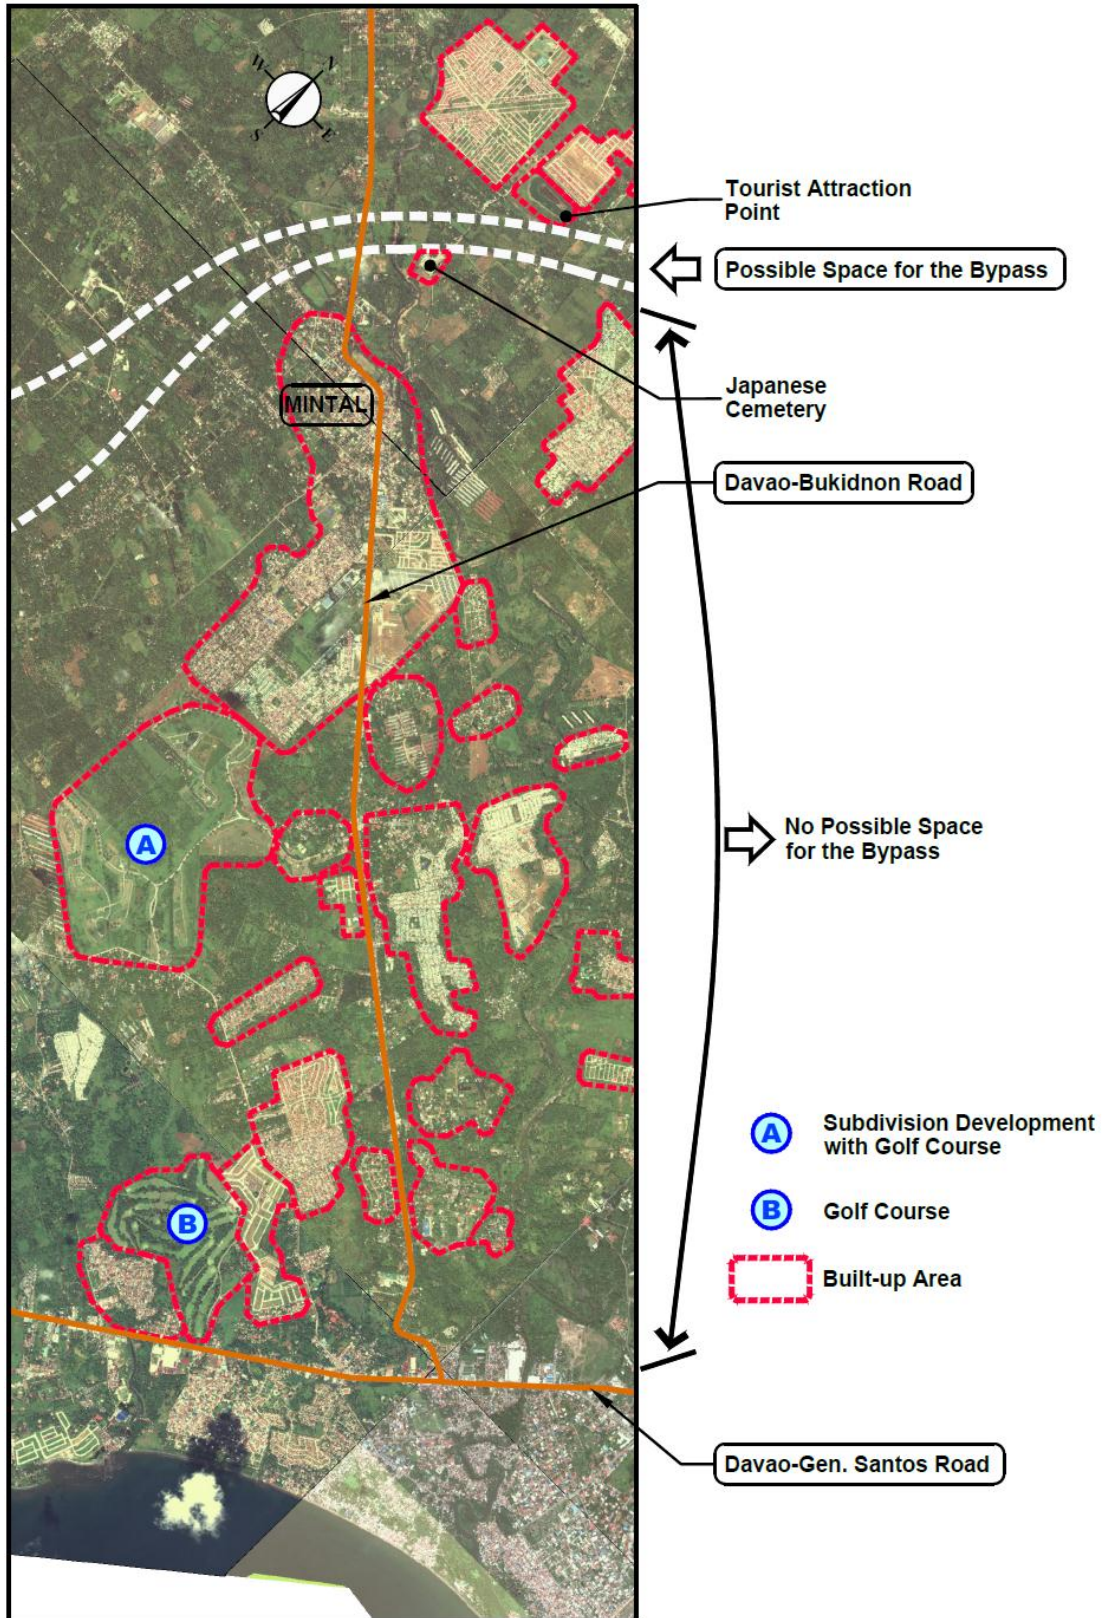 W
N
S
E
Tourist Attraction
Point
Possible Space for the Bypass
Japanese
Cemetery
MINTAL
Davao-Bukidnon Road
A
No Possible Space
for the Bypass
A
Subdivision Development
with Golf Course
B
B
Golf Course
Built-up Area
Davao-Gen. Santos Road